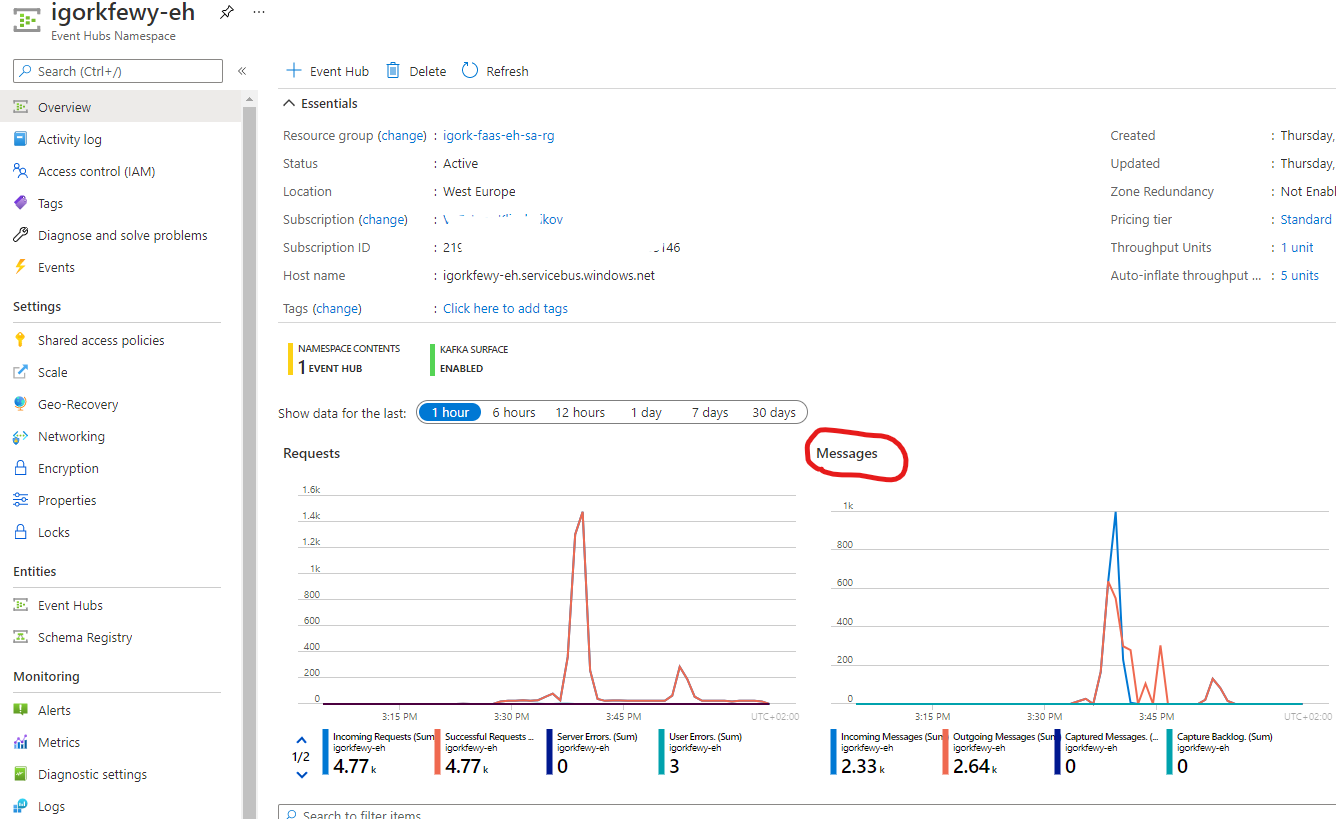 igorkfewy-eh
Event Hubs Namespace
Search (Ctrl+/)
«
Overview
Activity log
Access control (IAM)
Tags
Diagnose and solve problems
Events
Settings
Shared access policies
Scale
Geo-Recovery
Networking
Encryption
Properties
Locks
Entities
Event Hubs
Schema Registry
Monitoring
Alerts
Metrics
Diagnostic settings
Logs
Event Hub Delete Refresh
Essentials
Resource group (change) : igork-faas-eh-sa-rg
Status : Active
Location : West Europe
Subscription (change) :
Subscription ID : 219 146
Host name : igorkfewy-eh.servicebus.windows.net
Tags (change) : Click here to add tags
Created : Thursday,
Updated : Thursday,
Zone Redundancy : Not Enabl
Pricing tier : Standard
Throughput Units : 1 unit
Auto-inflate throughput ... : 5 units
NAMESPACE CONTENTS
1 EVENT HUB
KAFKA SURFACE
ENABLED
Show data for the last: 1 hour 6 hours 12 hours 1 day 7 days 30 days
Requests
1.6k
1.4k
1.2k
1k
800
600
400
200
0
3:15 PM 3:30 PM 3:45 PM UTC+02:00
1/2
Incoming Requests (Sum)
igorkfewy-eh
4.77 k
Successful Requests ...
igorkfewy-eh
4.77 k
Server Errors. (Sum)
igorkfewy-eh
0
User Errors. (Sum)
igorkfewy-eh
3
Messages
1k
800
600
400
200
0
3:15 PM 3:30 PM 3:45 PM UTC+02:00
Incoming Messages (Sum)
igorkfewy-eh
2.33 k
Outgoing Messages (Sum)
igorkfewy-eh
2.64 k
Captured Messages. (...
igorkfewy-eh
0
Capture Backlog. (Sum)
igorkfewy-eh
0
Search to filter items...